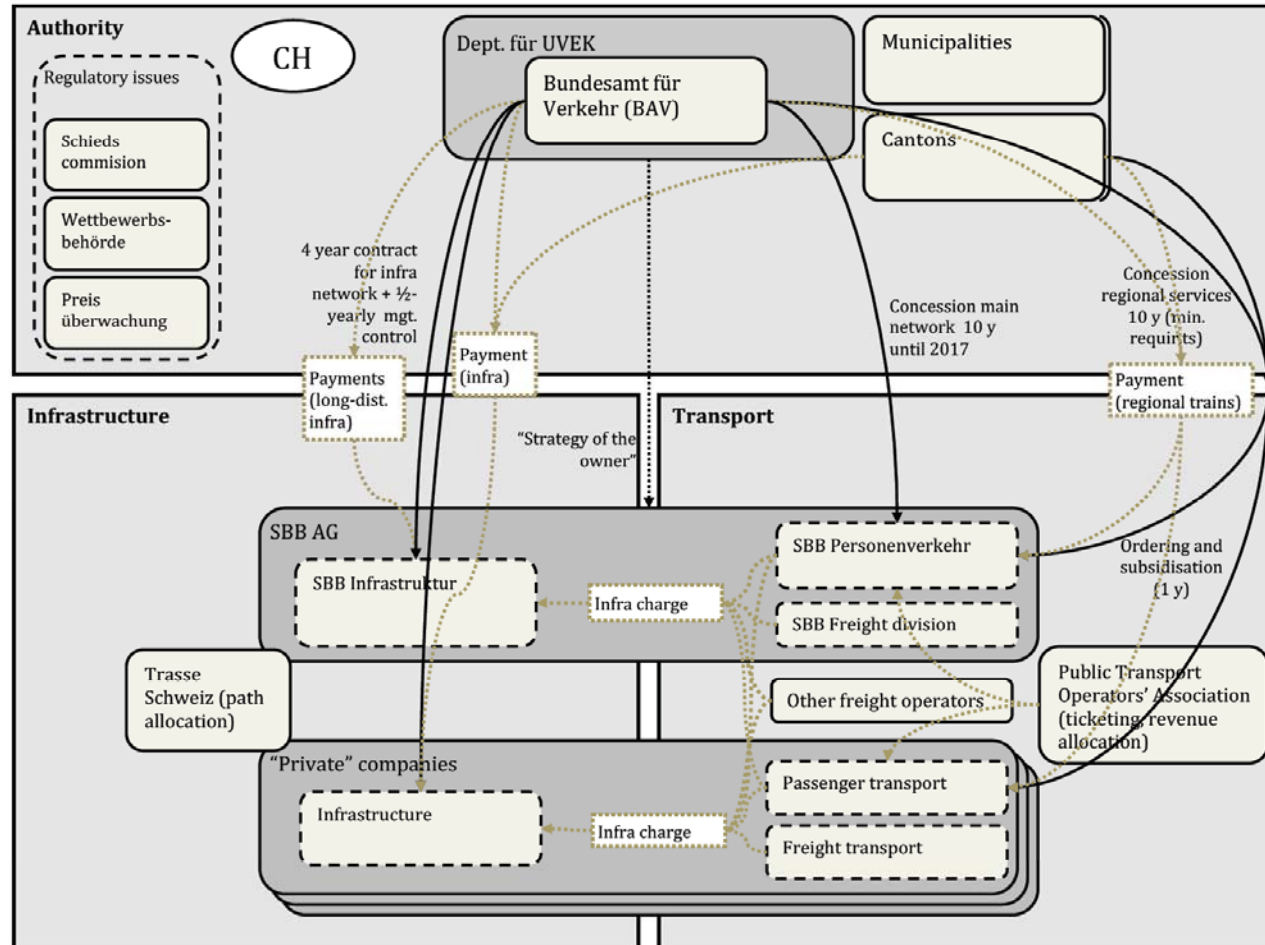 Authority
CH
Regulatory issues
Schieds
commision
Wettbewerbs-
behörde
Preis
überwachung
Dept. für UVEK
Bundesamt für
Verkehr (BAV)
Municipalities
Cantons
4 year contract
for infra
network + ½-
yearly mgt.
control
Payment
(infra)
Payments
(long-dist.
infra)
Concession main
network 10 y
until 2017
Concession
regional services
10 y (min.
requints)
Payment
(regional trains)
Infrastructure
Transport
"Strategy of the
owner"
SBB AG
SBB Infrastruktur
Infra charge
SBB Personenverkehr
SBB Freight division
Ordering and
subsidisation
(1 y)
Trasse
Schweiz (path
allocation)
Other freight operators
Public Transport
Operators' Association
(ticketing, revenue
allocation)
"Private" companies
Infrastructure
Infra charge
Passenger transport
Freight transport